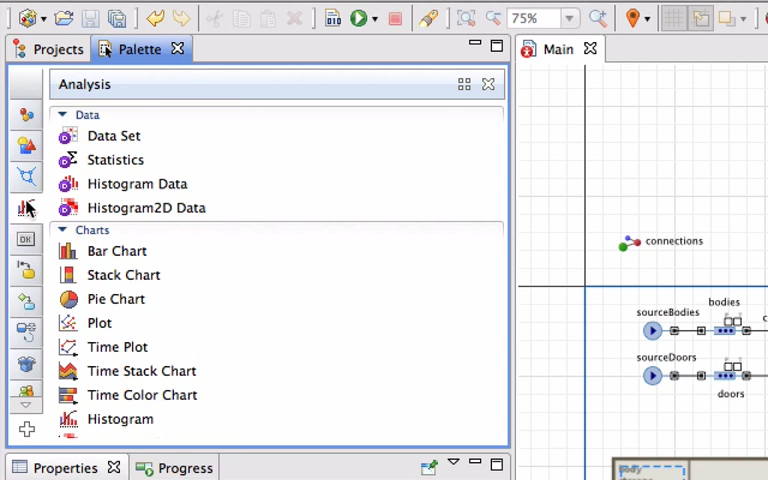 75%
Projects
Palette
Main
Analysis
Data
Data Set
Statistics
Histogram Data
Histogram2D Data
Charts
Bar Chart
Stack Chart
Pie Chart
Plot
Time Plot
Time Stack Chart
Time Color Chart
Histogram
OK
connections
bodies
sourceBodies
c
sourceDoors
doors
Properties
Progress